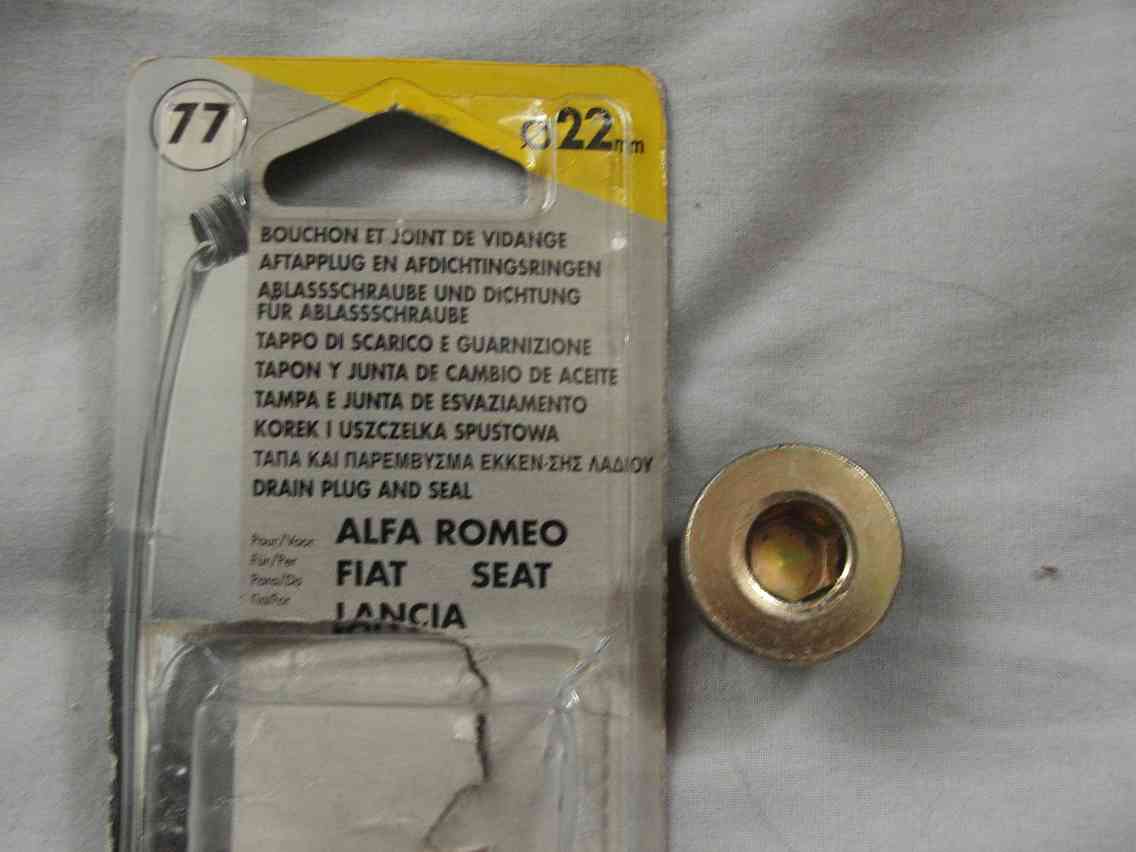 77
Ø22mm
BOUCHON ET JOINT DE VIDANGE
AFTAPPLUG EN AFDICHTINGSRINGEN
ABLASSSCHRAUBE UND DICHTUNG
FÜR ABLASSSCHRAUBE
TAPPO DI SCARICO E GUARNIZIONE
TAPON Y JUNTA DE CAMBIO DE ACEITE
TAMPA E JUNTA DE ESVAZIAMENTO
KOREK I USZCZELKA SPUSTOWA
ΤΑΠΑ ΚΑΙ ΠΑΡΕΜΒΥΣΜΑ ΕΚΚΕΝ-ΣΗΣ ΛΑΔΙΟΥ
DRAIN PLUG AND SEAL
Pour/Voor ALFA ROMEO
Für/Per
FIAT SEAT
Para/Do
LANCIA